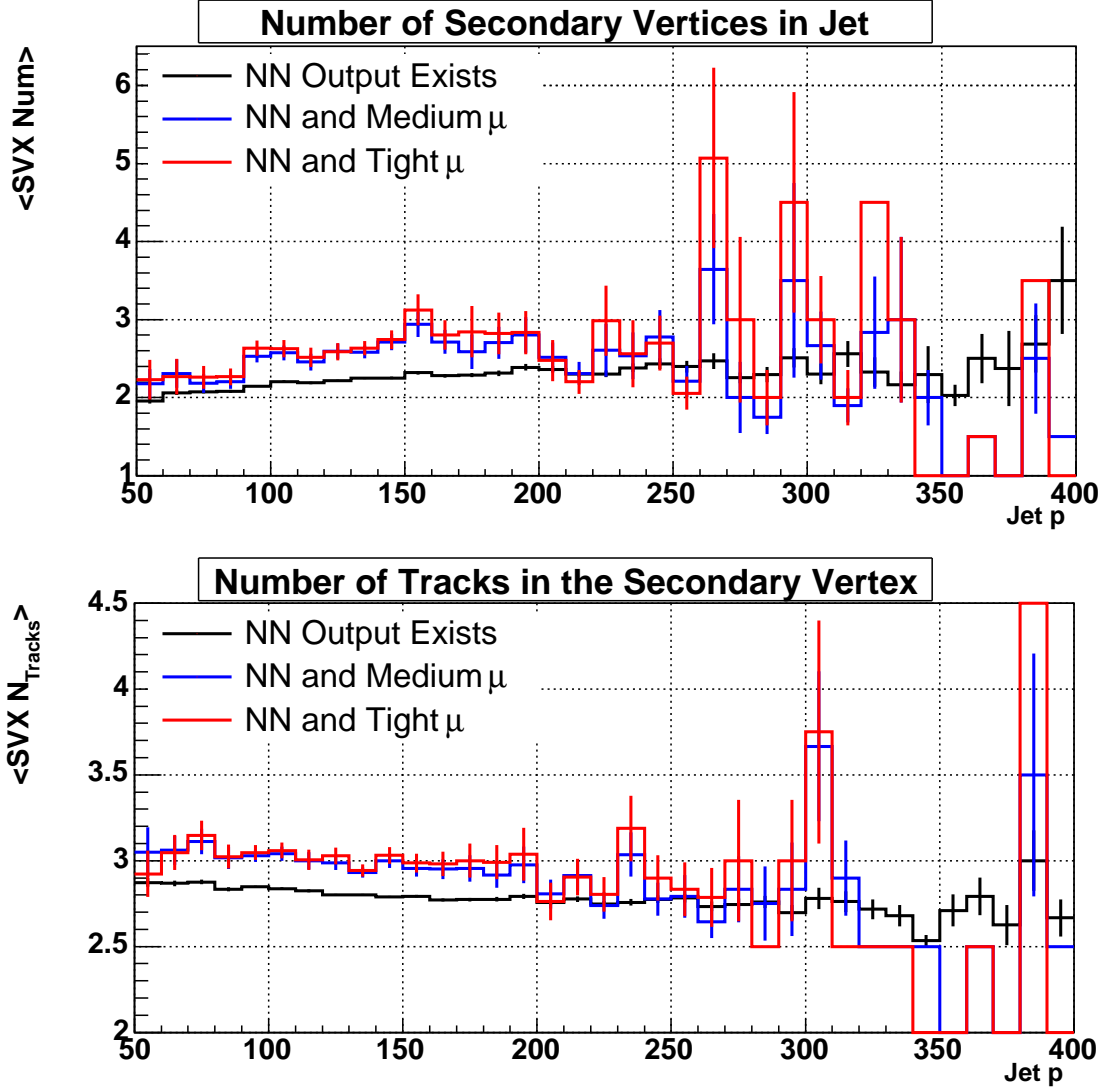 Number of Secondary Vertices in Jet
<SVX Num>
NN Output Exists
NN and Medium μ
NN and Tight μ
6
5
4
3
2
1
50 100 150 200 250 300 350 400
Jet p
Number of Tracks in the Secondary Vertex
<SVX N_Tracks>
NN Output Exists
NN and Medium μ
NN and Tight μ
4.5
4
3.5
3
2.5
2
50 100 150 200 250 300 350 400
Jet p